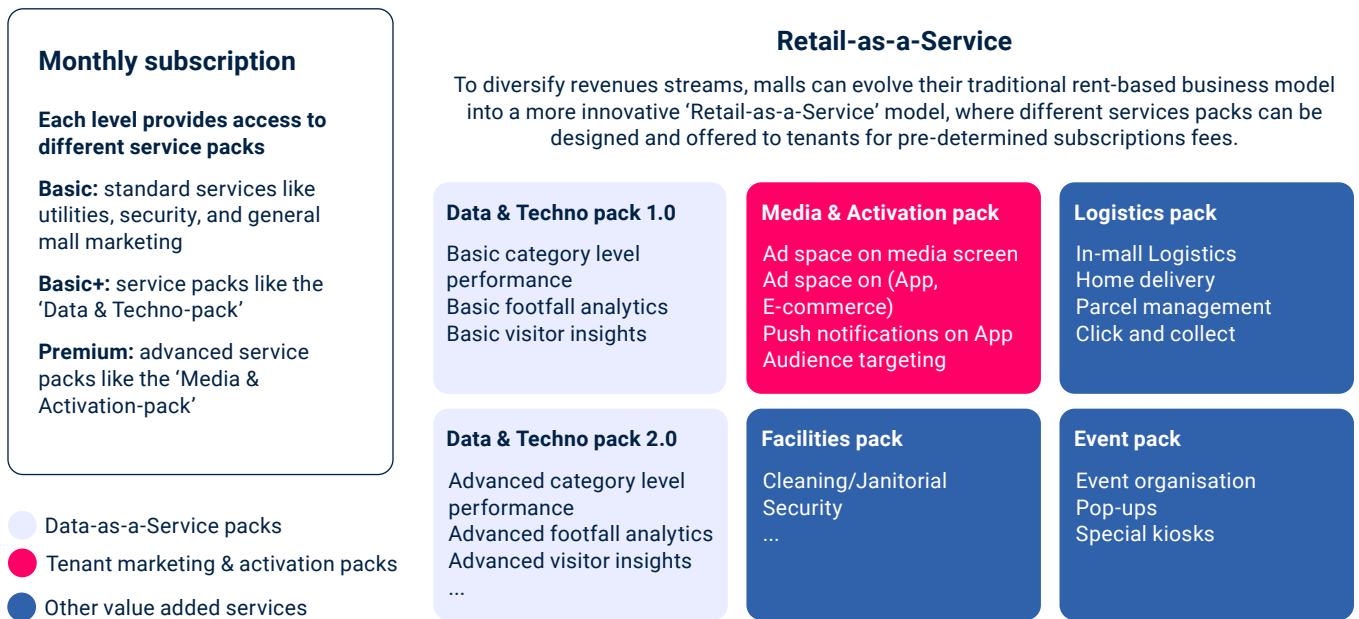 Monthly subscription
Each level provides access to
different service packs
Basic: standard services like
utilities, security, and general
mall marketing
Basic+: service packs like the
‘Data & Techno-pack’
Premium: advanced service
packs like the ‘Media &
Activation-pack’
Data-as-a-Service packs
Tenant marketing & activation packs
Other value added services
Retail-as-a-Service
To diversify revenues streams, malls can evolve their traditional rent-based business model
into a more innovative ‘Retail-as-a-Service’ model, where different services packs can be
designed and offered to tenants for pre-determined subscriptions fees.
Data & Techno pack 1.0
Basic category level
performance
Basic footfall analytics
Basic visitor insights
Media & Activation pack
Ad space on media screen
Ad space on (App,
E-commerce)
Push notifications on App
Audience targeting
Logistics pack
In-mall Logistics
Home delivery
Parcel management
Click and collect
Data & Techno pack 2.0
Advanced category level
performance
Advanced footfall analytics
Advanced visitor insights
...
Facilities pack
Cleaning/Janitorial
Security
...
Event pack
Event organisation
Pop-ups
Special kiosks